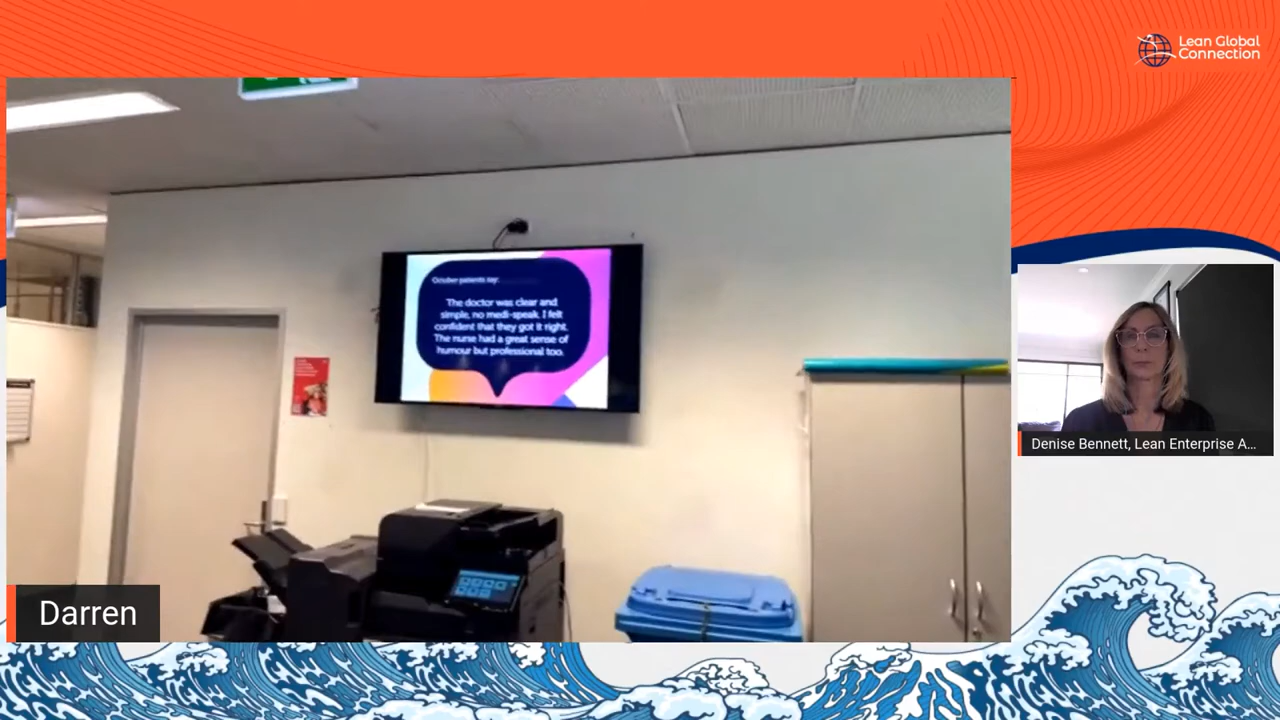 Lean Global
Connection
October patients say:
The doctor was clear and
simple, no medi-speak. I felt
confident that they got it right.
The nurse had a great sense of
humour but professional too.
Darren
Denise Bennett, Lean Enterprise A...